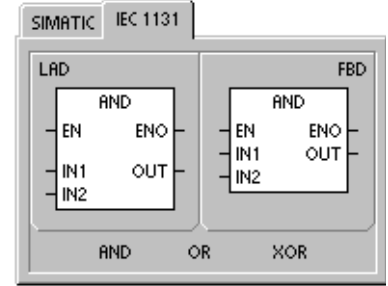 SIMATIC IEC 1131
LAD FBD
AND AND
EN ENO EN ENO
IN1 OUT IN1 OUT
IN2 IN2
AND OR XOR